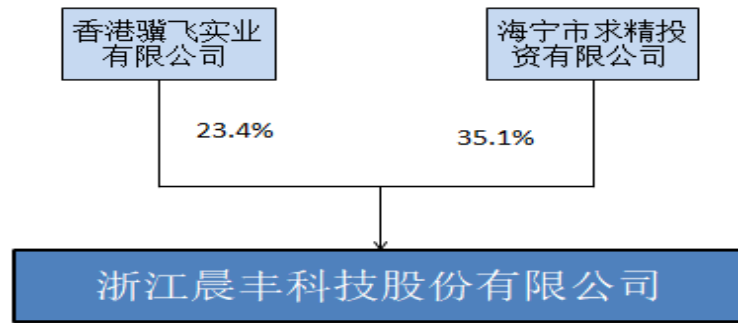 香港骥飞实业
有限公司
海宁市求精投
资有限公司
23.4%
35.1%
浙江晨丰科技股份有限公司